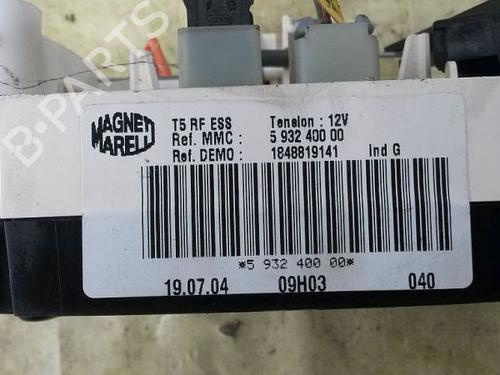 MAGNETI MARELLI
T5 RF ESS Tension : 12V
Ref. MMC : 5 932 400 00
Ref. DEMO : 1848819141 Ind G
*5 932 400 00*
19.07.04 09H03 040
B-PARTS